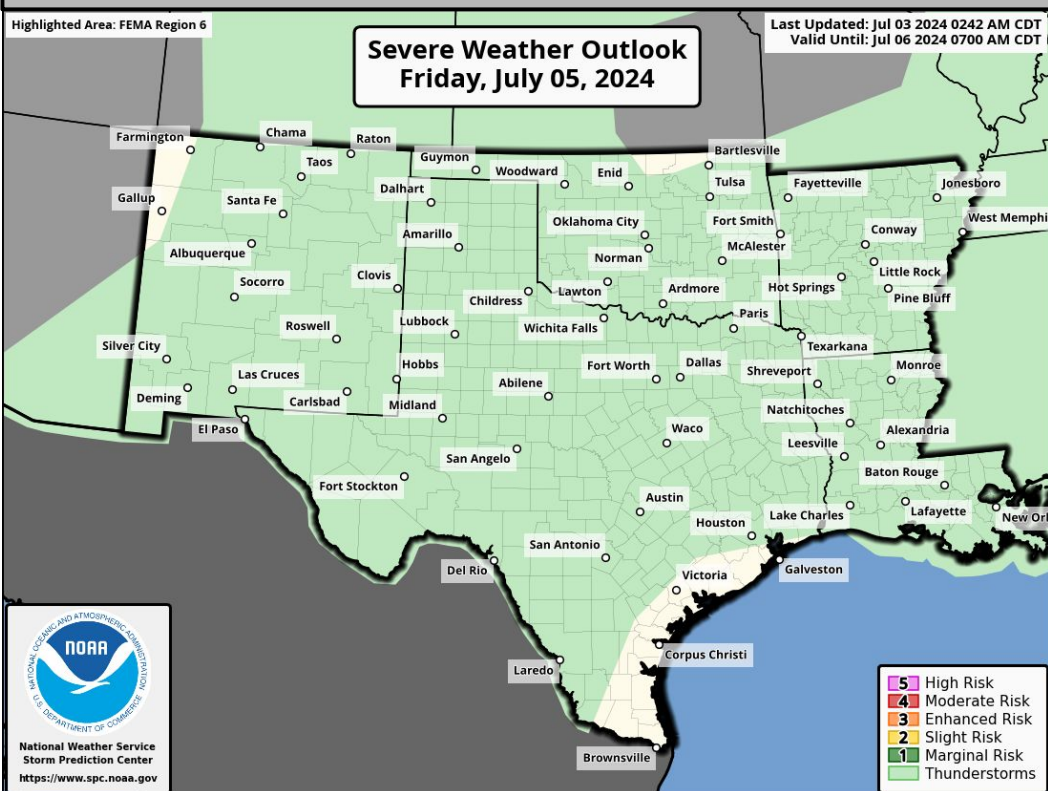 Highlighted Area: FEMA Region 6
Severe Weather Outlook
Friday, July 05, 2024
Last Updated: Jul 03 2024 0242 AM CDT
Valid Until: Jul 06 2024 0700 AM CDT
Farmington
Chama
Raton
Taos
Guymon
Woodward
Enid
Bartlesville
Tulsa
Fayetteville
Jonesboro
Gallup
Santa Fe
Dalhart
Oklahoma City
Fort Smith
West Memphi
Albuquerque
Amarillo
Norman
McAlester
Conway
Socorro
Clovis
Childress
Lawton
Ardmore
Hot Springs
Little Rock
Pine Bluff
Roswell
Lubbock
Wichita Falls
Paris
Texarkana
Silver City
Las Cruces
Hobbs
Abilene
Fort Worth
Dallas
Shreveport
Monroe
Deming
Carlsbad
Midland
Natchitoches
El Paso
San Angelo
Waco
Leesville
Alexandria
Fort Stockton
Baton Rouge
Austin
Houston
Lake Charles
Lafayette
New Orl
San Antonio
Del Rio
Victoria
Galveston
Laredo
Corpus Christi
Brownsville
NATIONAL OCEANIC AND ATMOSPHERIC ADMINISTRATION
NOAA
U.S. DEPARTMENT OF COMMERCE
National Weather Service
Storm Prediction Center
https://www.spc.noaa.gov
5 High Risk
4 Moderate Risk
3 Enhanced Risk
2 Slight Risk
1 Marginal Risk
Thunderstorms